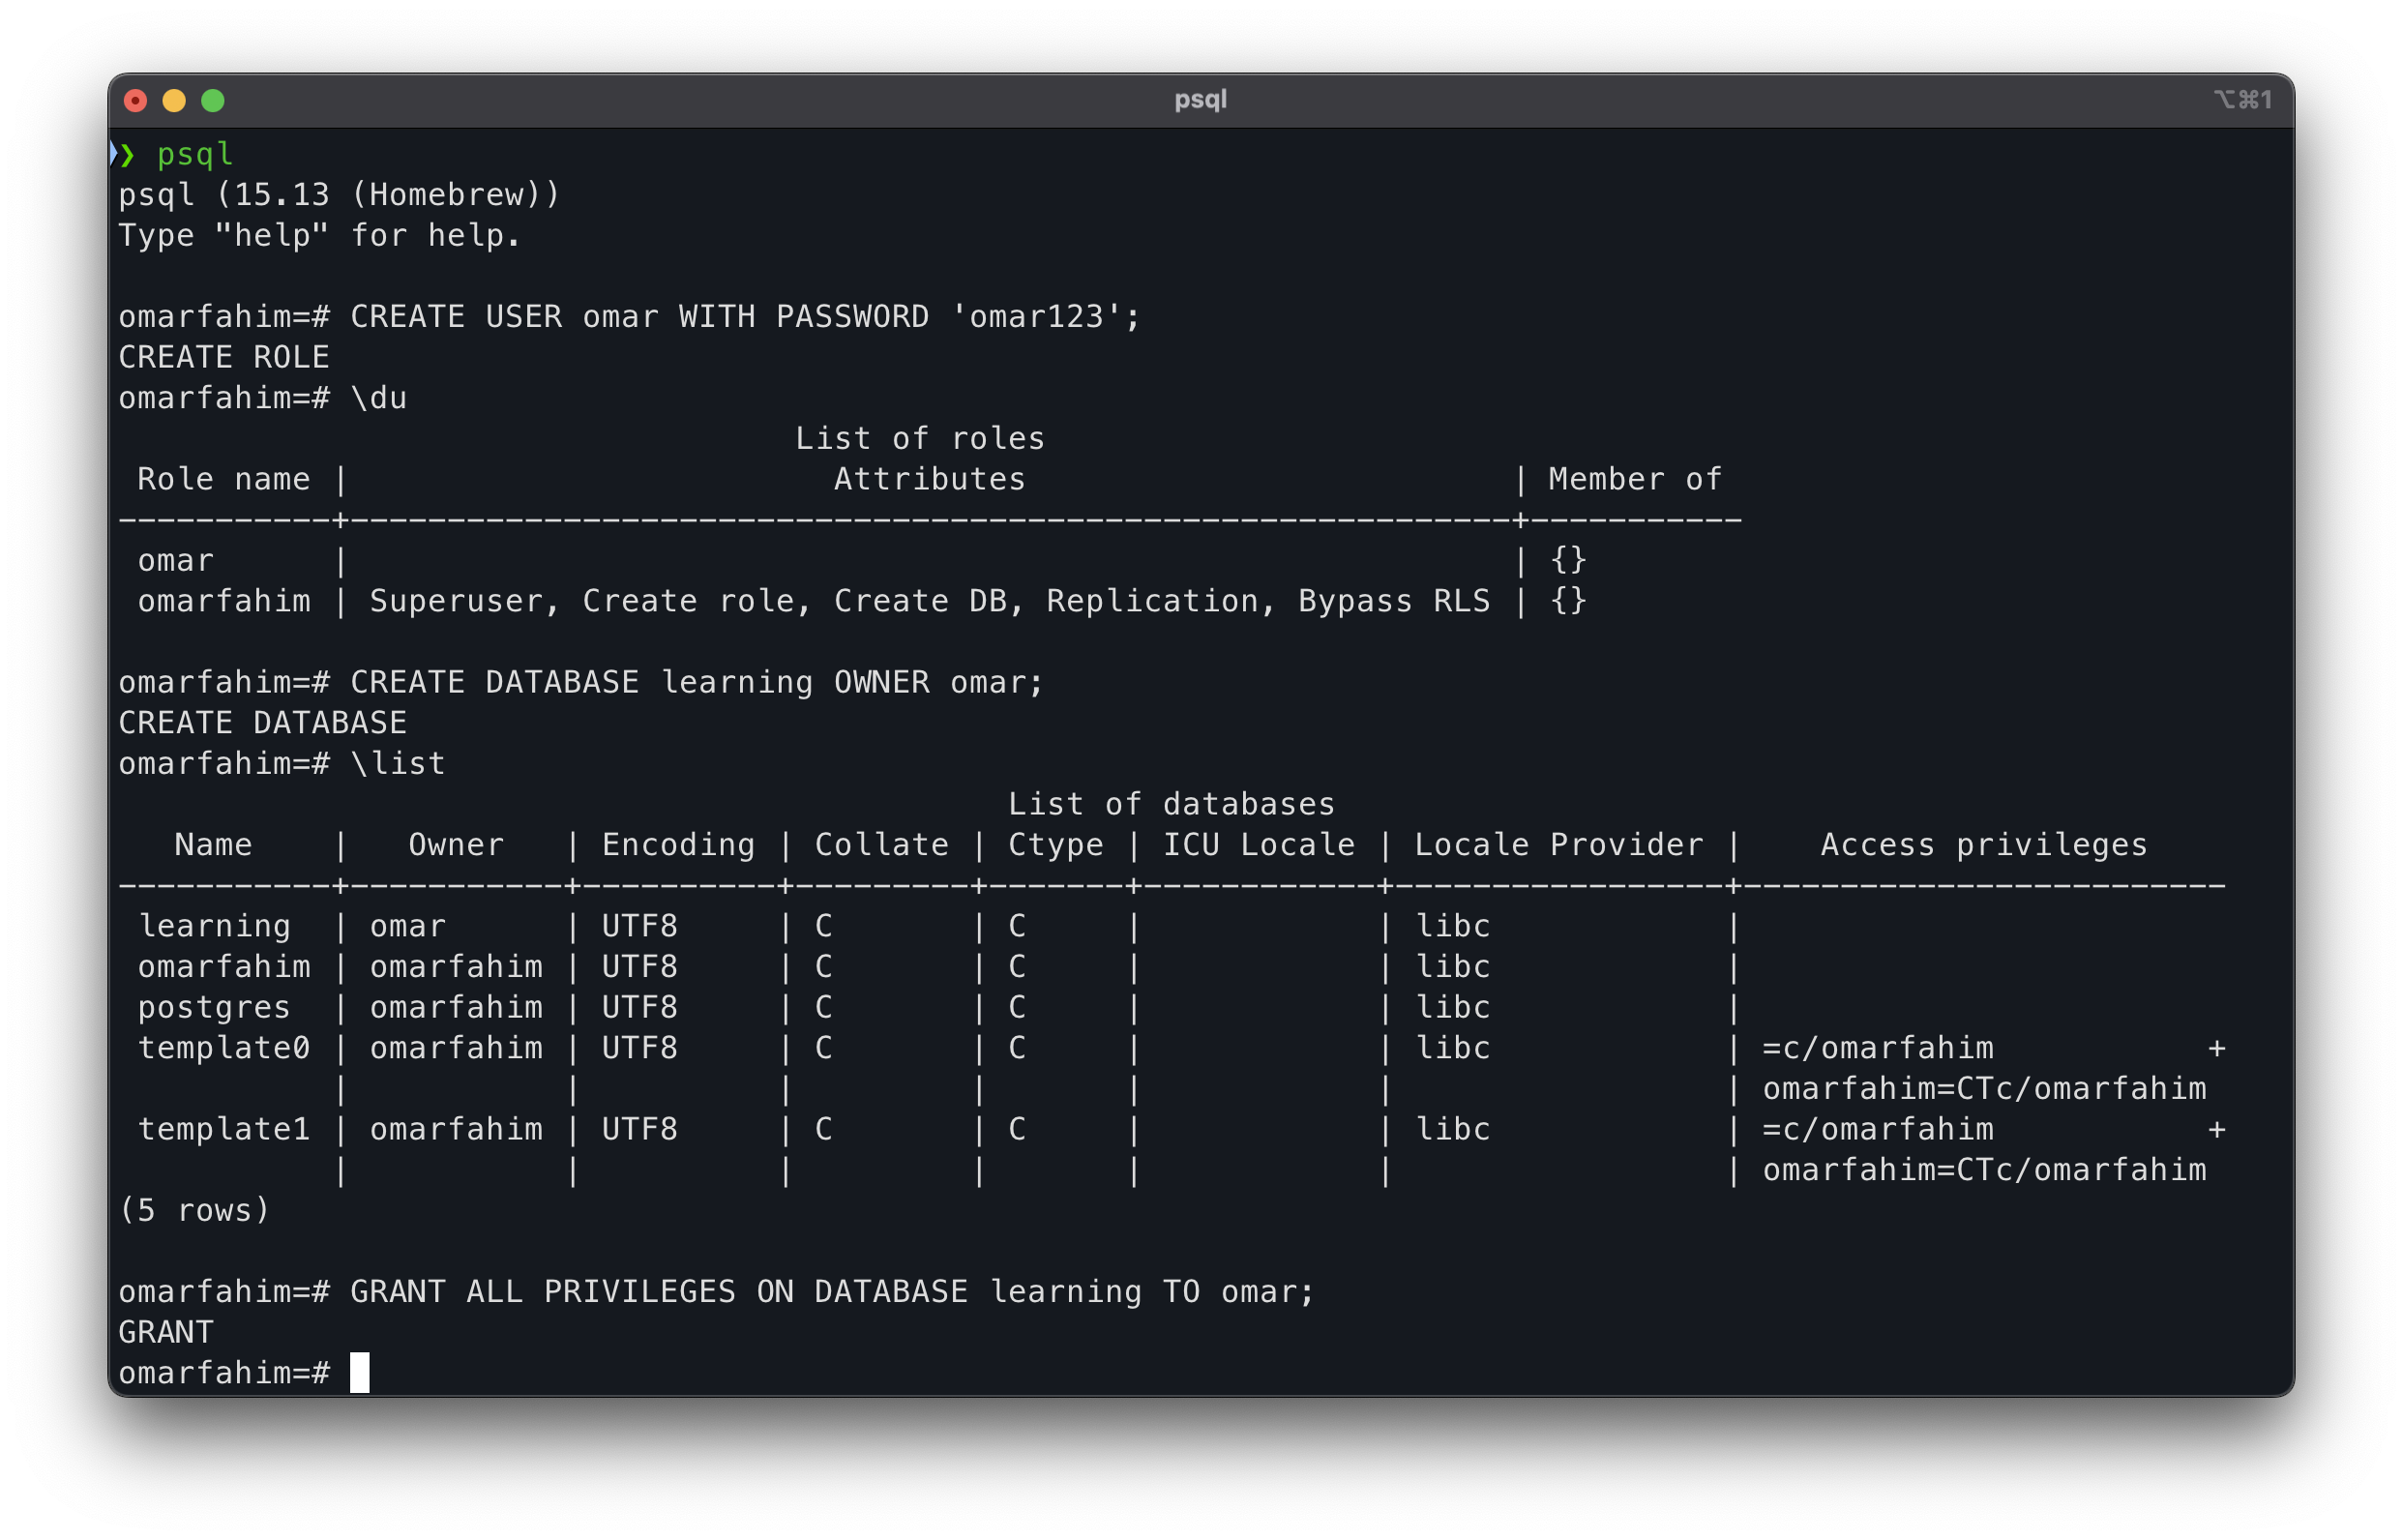 psql ⌥⌘1
❯ psql
psql (15.13 (Homebrew))
Type "help" for help.

omarfahim=# CREATE USER omar WITH PASSWORD 'omar123';
CREATE ROLE
omarfahim=# \du
                                   List of roles
 Role name |                         Attributes                         | Member of
-----------+------------------------------------------------------------+-----------
 omar      |                                                            | {}
 omarfahim | Superuser, Create role, Create DB, Replication, Bypass RLS | {}

omarfahim=# CREATE DATABASE learning OWNER omar;
CREATE DATABASE
omarfahim=# \list
                                              List of databases
   Name    |   Owner   | Encoding | Collate | Ctype | ICU Locale | Locale Provider |    Access privileges
-----------+-----------+----------+---------+-------+------------+-----------------+-------------------------
 learning  | omar      | UTF8     | C       | C     |            | libc            |
 omarfahim | omarfahim | UTF8     | C       | C     |            | libc            |
 postgres  | omarfahim | UTF8     | C       | C     |            | libc            |
 template0 | omarfahim | UTF8     | C       | C     |            | libc            | =c/omarfahim           +
           |           |          |         |       |            |                 | omarfahim=CTc/omarfahim
 template1 | omarfahim | UTF8     | C       | C     |            | libc            | =c/omarfahim           +
           |           |          |         |       |            |                 | omarfahim=CTc/omarfahim
(5 rows)

omarfahim=# GRANT ALL PRIVILEGES ON DATABASE learning TO omar;
GRANT
omarfahim=#